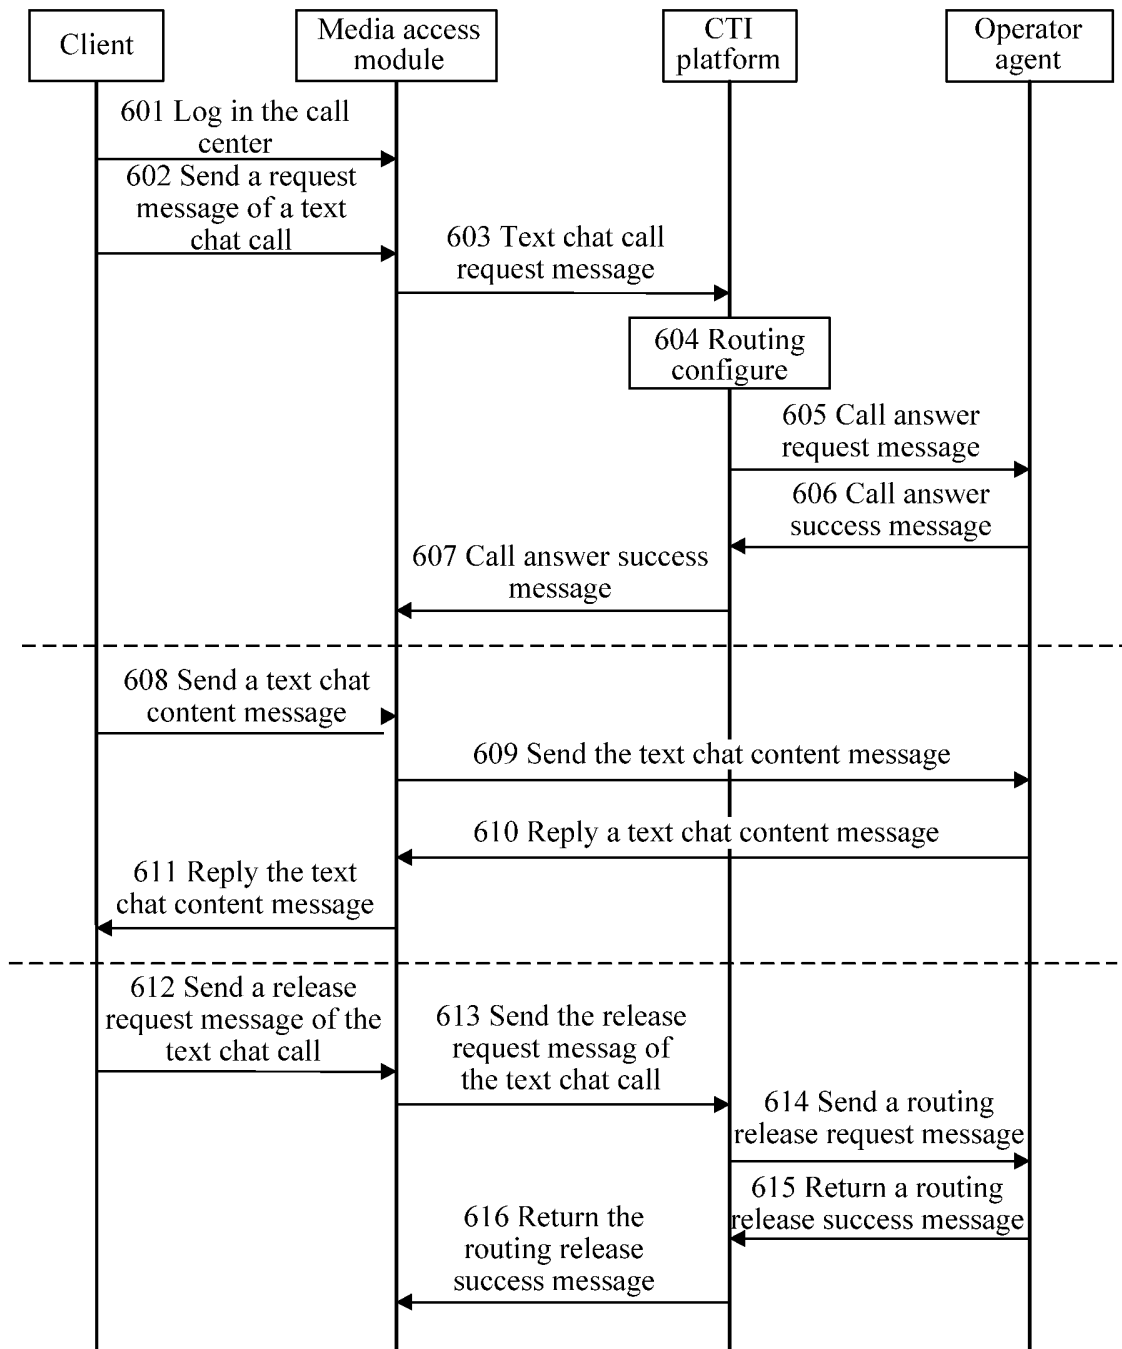 Client
Media access
module
CTI
platform
Operator
agent
601 Log in the call
center
602 Send a request
message of a text
chat call
603 Text chat call
request message
604 Routing
configure
605 Call answer
request message
606 Call answer
success message
607 Call answer success
message
608 Send a text chat
content message
609 Send the text chat content message
610 Reply a text chat content message
611 Reply the text
chat content message
612 Send a release
request message of the
text chat call
613 Send the release
request messag of
the text chat call
614 Send a routing
release request message
615 Return a routing
release success message
616 Return the
routing release
success message